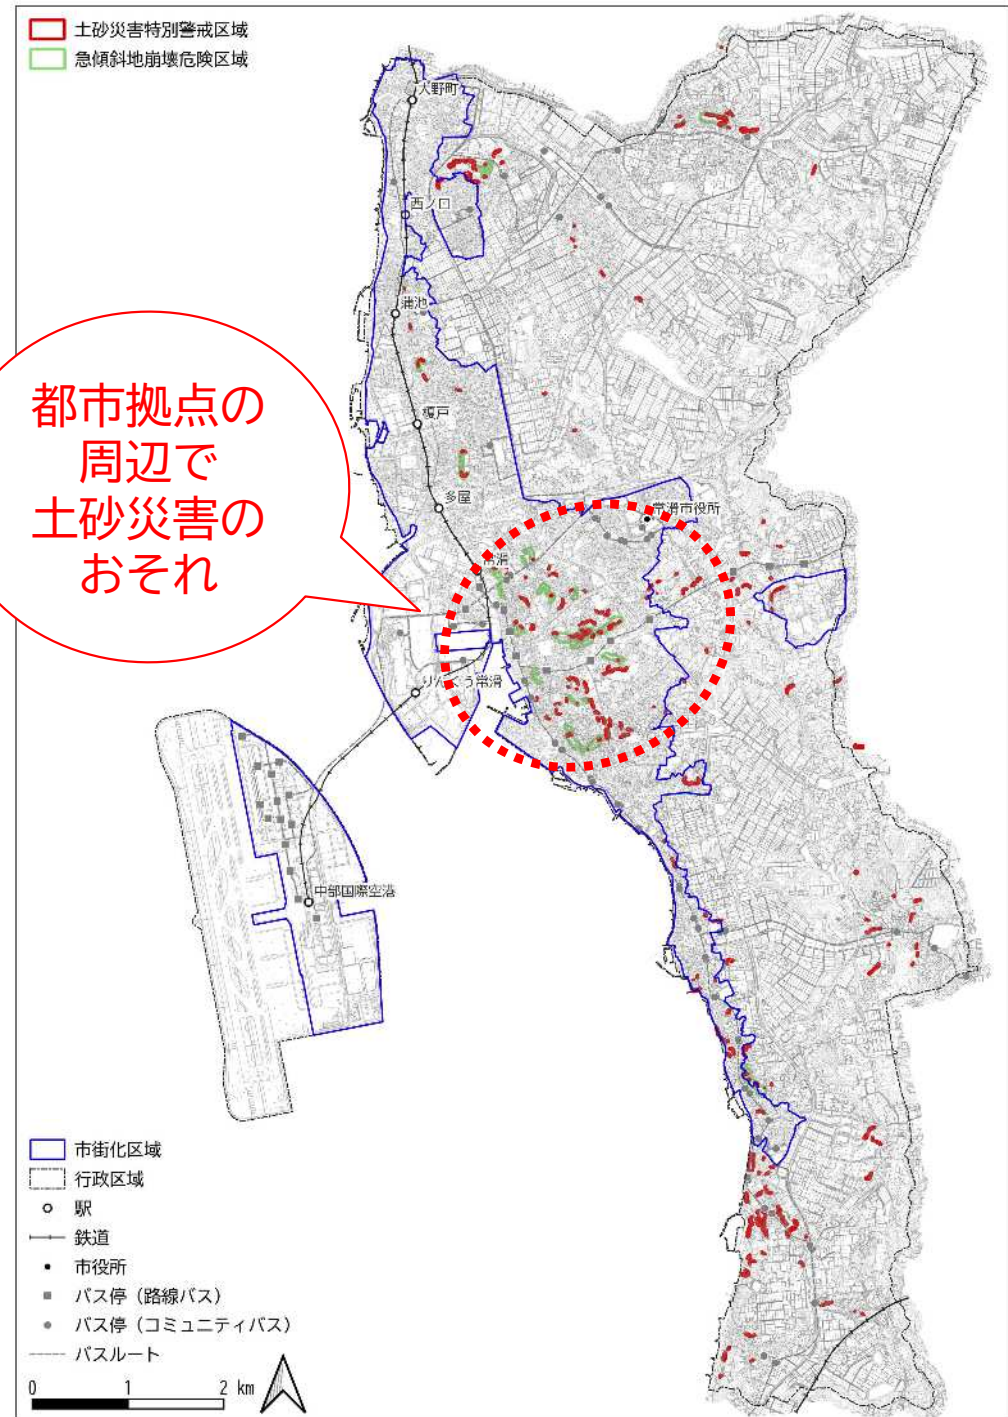 土砂災害特別警戒区域
急傾斜地崩壊危険区域
大野町
西ノ口
蒲池
榎戸
多屋
常滑市役所
常滑
りんくう常滑
中部国際空港
都市拠点の
周辺で
土砂災害の
おそれ
市街化区域
行政区域
駅
鉄道
市役所
バス停（路線バス）
バス停（コミュニティバス）
バスルート
0 1 2 km